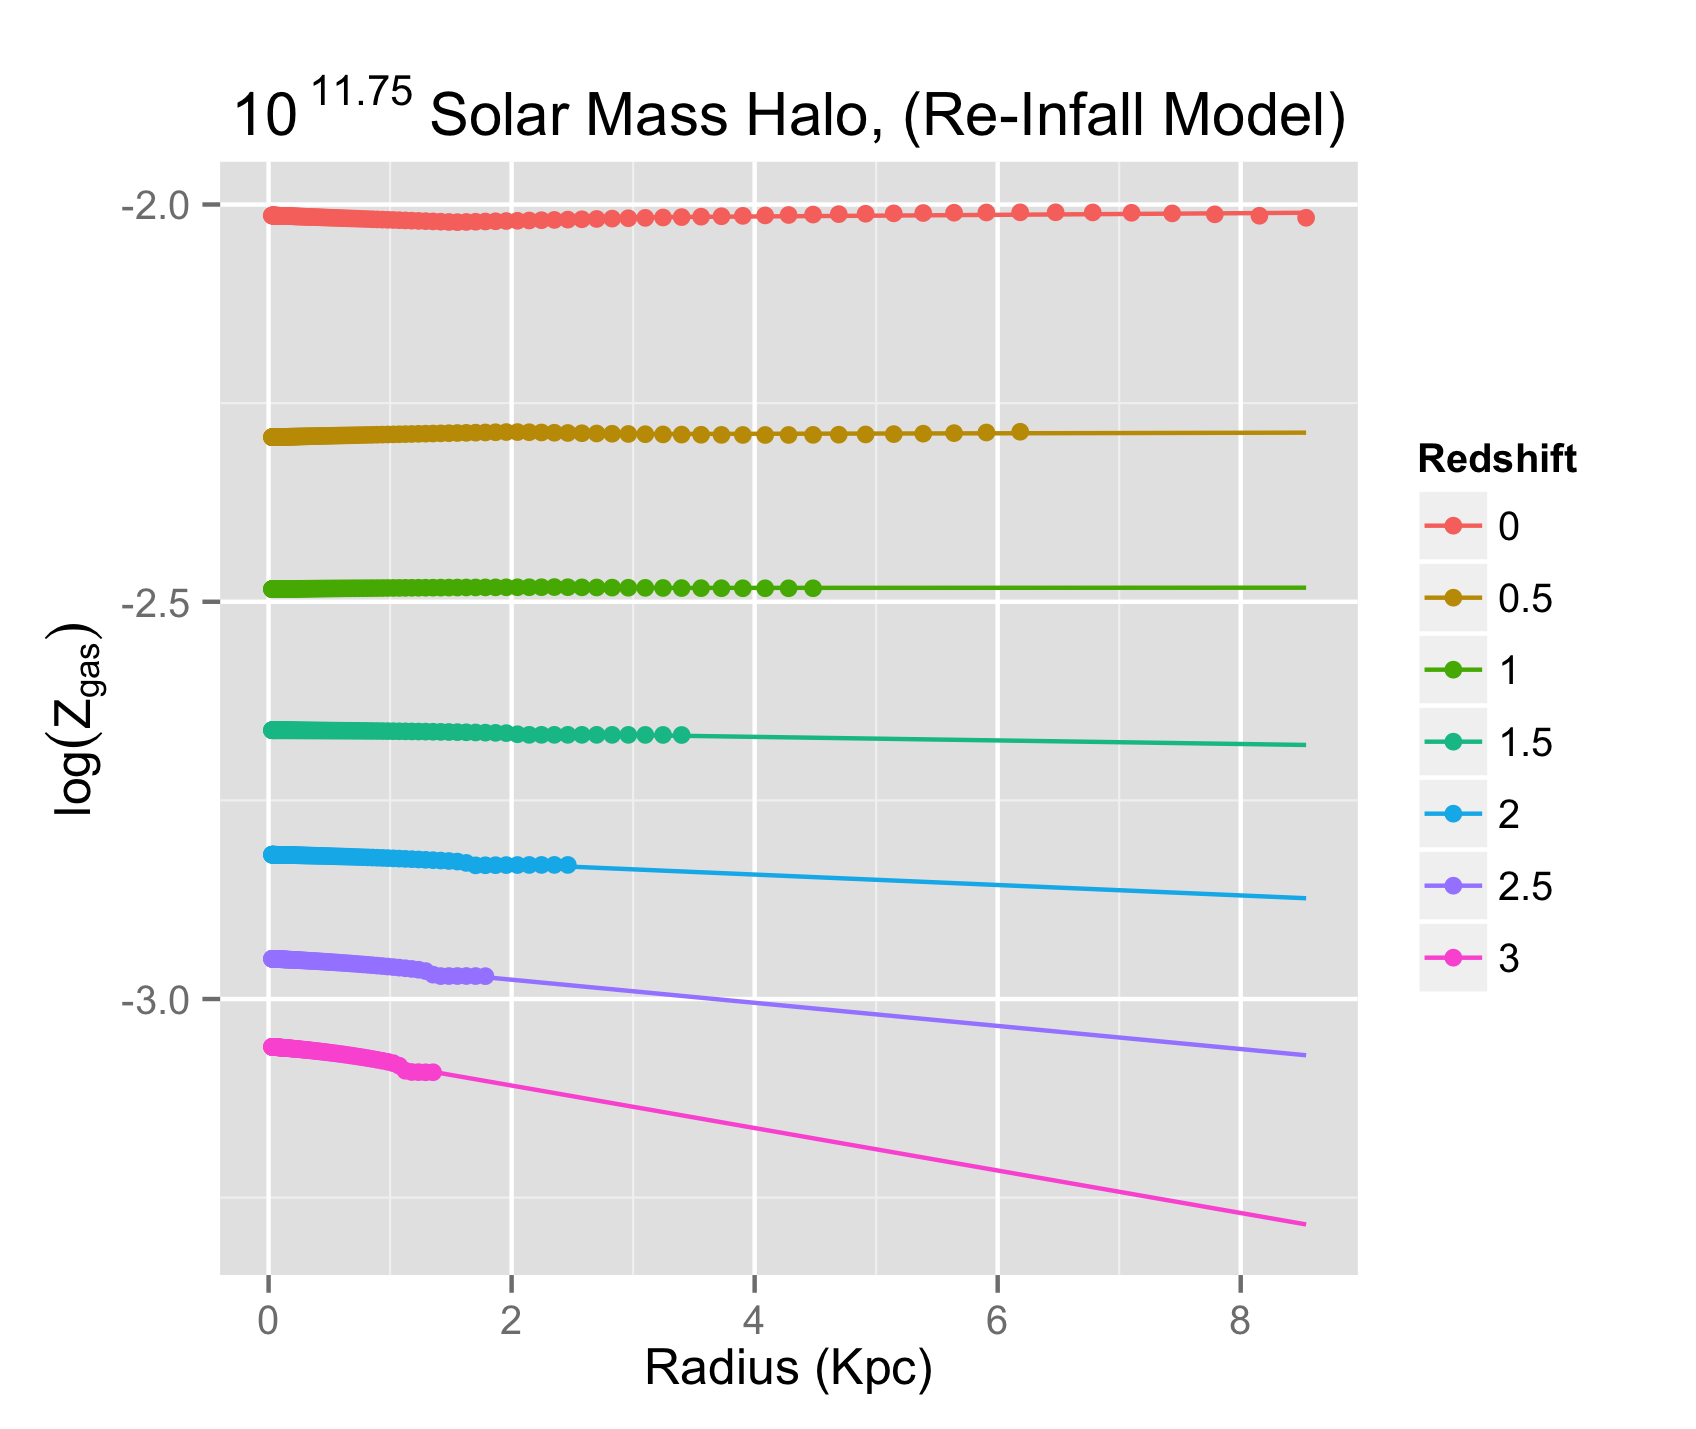 10 11.75 Solar Mass Halo, (Re-Infall Model)
-2.0
-2.5
-3.0
log(Zgas)
0 2 4 6 8
Radius (Kpc)
Redshift
0
0.5
1
1.5
2
2.5
3